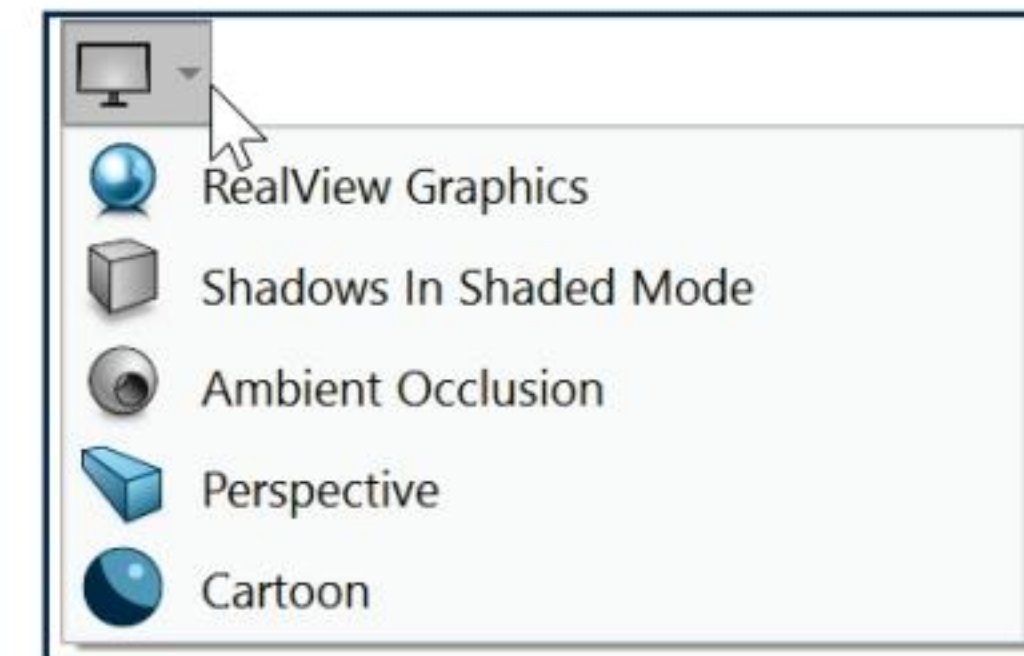 RealView Graphics
Shadows In Shaded Mode
Ambient Occlusion
Perspective
Cartoon